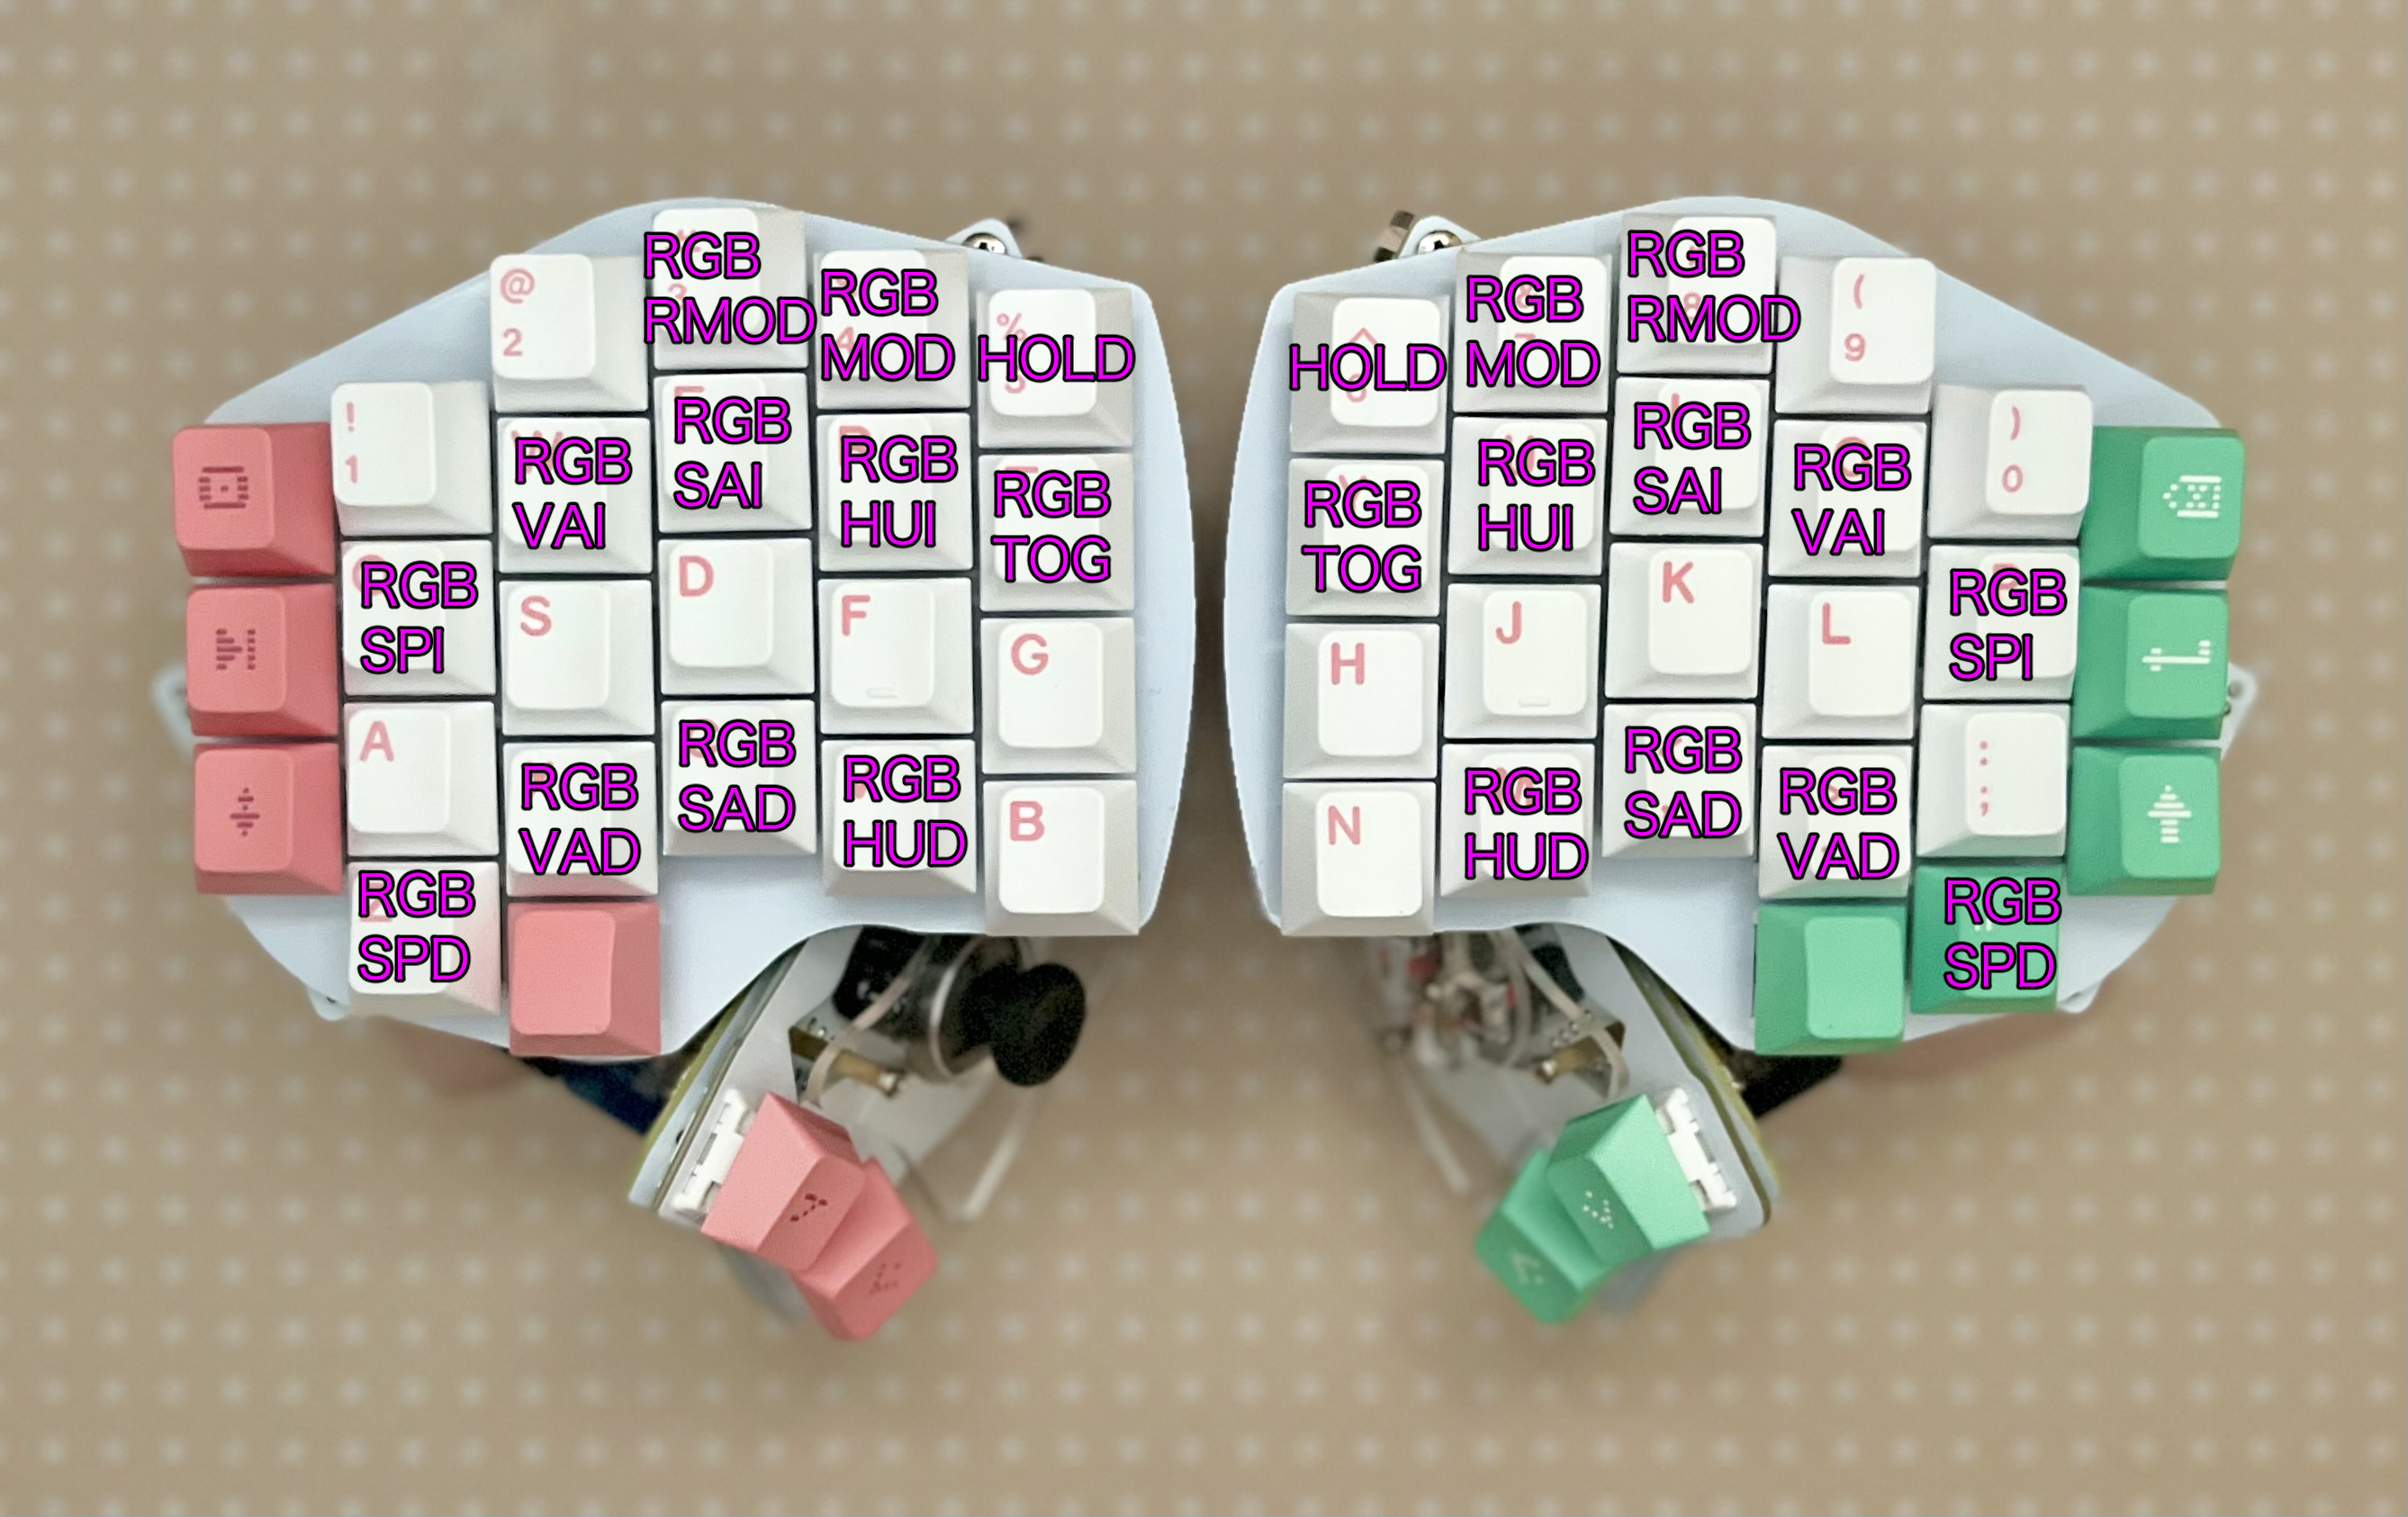 RGB
RMOD
RGB
MOD
@
2
%
HOLD
!
1
RGB
VAI
RGB
SAI
RGB
HUI
RGB
TOG
RGB
SPI
S
D
F
G
A
RGB
VAD
RGB
SAD
RGB
HUD
B
RGB
SPD
HOLD
RGB
MOD
RGB
RMOD
(
9
)
0
RGB
TOG
RGB
HUI
RGB
SAI
RGB
VAI
RGB
SPI
H
J
K
L
:
;
N
RGB
HUD
RGB
SAD
RGB
VAD
RGB
SPD